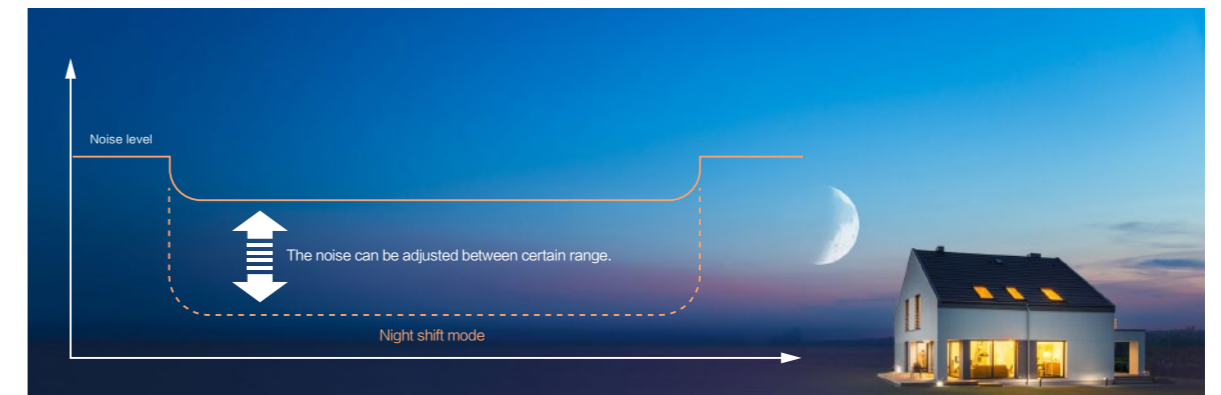 Noise level
The noise can be adjusted between certain range.
Night shift mode